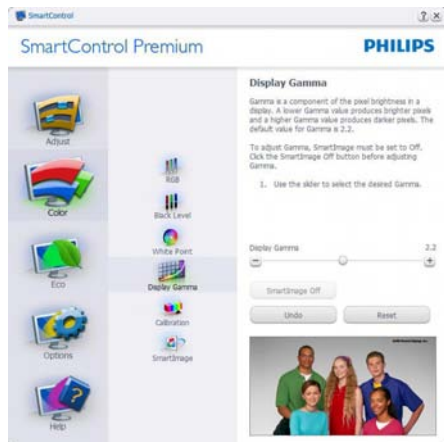 SmartControl
SmartControl Premium
PHILIPS
Adjust
Color
Eco
Options
Help
RGB
Black Level
White Point
Display Gamma
Calibration
SmartImage
Display Gamma
Gamma is a component of the pixel brightness in a
display. A lower Gamma value produces brighter pixels
and a higher Gamma value produces darker pixels. The
default value for Gamma is 2.2.
To adjust Gamma, SmartImage must be set to Off.
Click the SmartImage Off button before adjusting
Gamma.
1. Use the slider to select the desired Gamma.
Display Gamma 2.2
SmartImage Off
Undo Reset